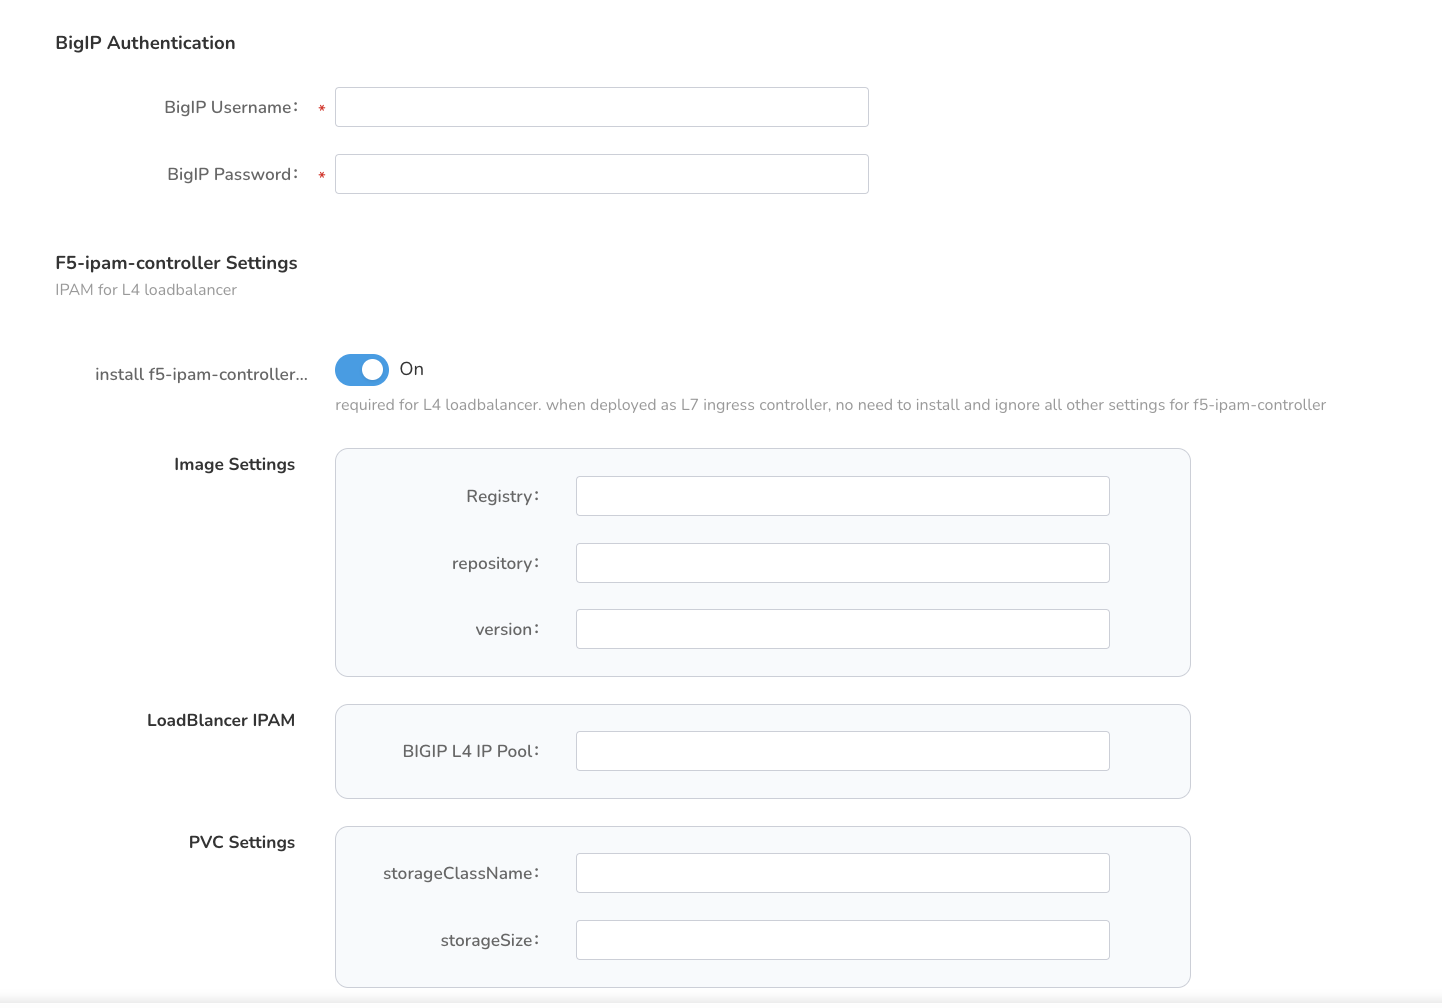 BigIP Authentication
BigIP Username: *
BigIP Password: *
F5-ipam-controller Settings
IPAM for L4 loadbalancer
install f5-ipam-controller... On
required for L4 loadbalancer. when deployed as L7 ingress controller, no need to install and ignore all other settings for f5-ipam-controller
Image Settings
Registry:
repository:
version:
LoadBlancer IPAM
BIGIP L4 IP Pool:
PVC Settings
storageClassName:
storageSize: